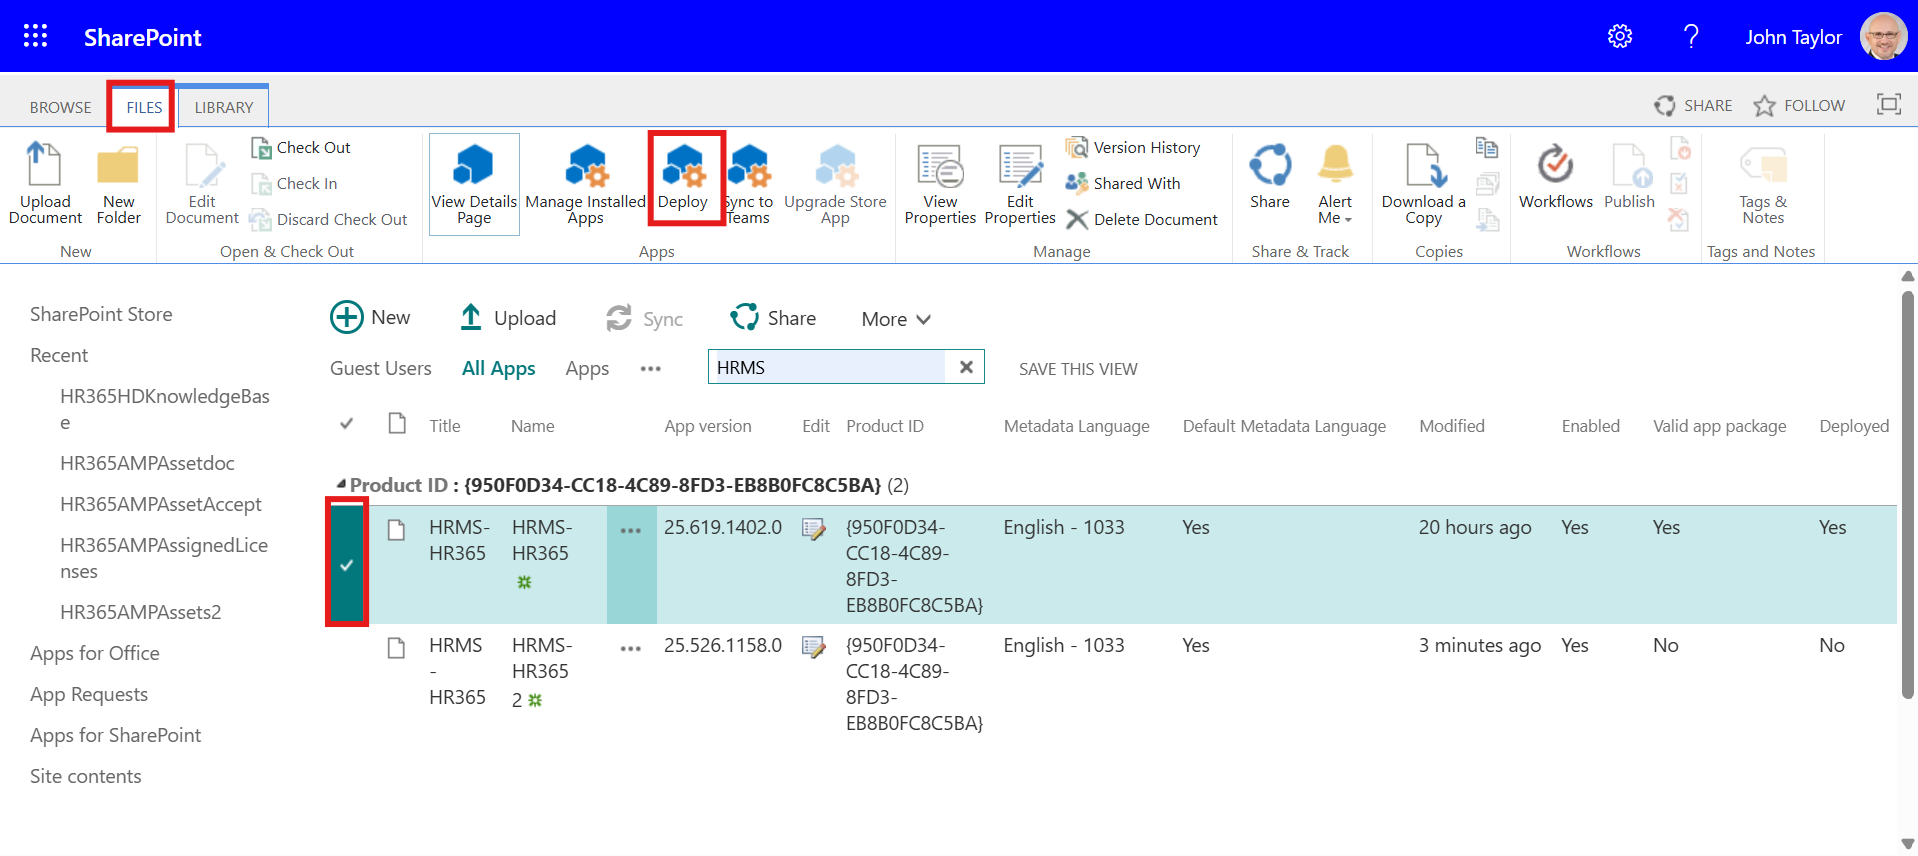 SharePoint
? John Taylor
BROWSE FILES LIBRARY SHARE FOLLOW
Upload Document
New Folder
New
Edit Document
Check Out
Check In
Discard Check Out
Open & Check Out
View Details Page
Manage Installed Apps
Deploy
Sync to Teams
Upgrade Store App
Apps
View Properties
Edit Properties
Version History
Shared With
Delete Document
Manage
Share
Alert Me
Share & Track
Download a Copy
Copies
Workflows
Publish
Workflows
Tags & Notes
Tags and Notes
SharePoint Store
Recent
HR365HDKnowledgeBas
e
HR365AMPAssetdoc
HR365AMPAssetAccept
HR365AMPAssignedLice
nses
HR365AMPAssets2
Apps for Office
App Requests
Apps for SharePoint
Site contents
New Upload Sync Share More
Guest Users All Apps Apps ... HRMS SAVE THIS VIEW
Title Name App version Edit Product ID Metadata Language Default Metadata Language Modified Enabled Valid app package Deployed
Product ID : {950F0D34-CC18-4C89-8FD3-EB8B0FC8C5BA} (2)
HRMS- HRMS- ... 25.619.1402.0 {950F0D34- English - 1033 Yes 20 hours ago Yes Yes Yes
HR365 HR365 CC18-4C89-
8FD3-
EB8B0FC8C5BA}
HRMS HRMS- ... 25.526.1158.0 {950F0D34- English - 1033 Yes 3 minutes ago Yes No No
- HR365 CC18-4C89-
HR365 2 8FD3-
EB8B0FC8C5BA}